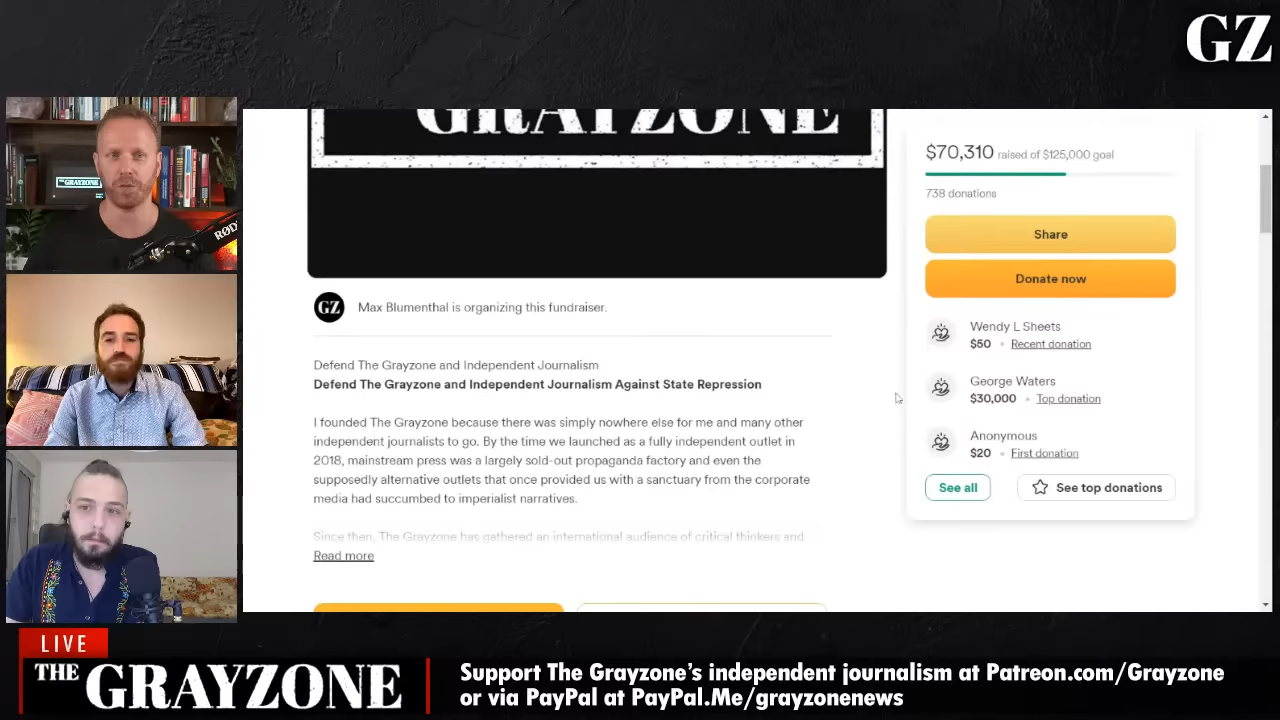 GZ
THE GRAYZONE
RØD
GRAYZONE
GZ
Max Blumenthal is organizing this fundraiser.
Defend The Grayzone and Independent Journalism
Defend The Grayzone and Independent Journalism Against State Repression
I founded The Grayzone because there was simply nowhere else for me and many other
independent journalists to go. By the time we launched as a fully independent outlet in
2018, mainstream press was a largely sold-out propaganda factory and even the
supposedly alternative outlets that once provided us with a sanctuary from the corporate
media had succumbed to imperialist narratives.
Since then, The Grayzone has gathered an international audience of critical thinkers and
Read more
$70,310 raised of $125,000 goal
738 donations
Share
Donate now
Wendy L Sheets
$50 • Recent donation
George Waters
$30,000 • Top donation
Anonymous
$20 • First donation
See all
See top donations
LIVE
THE GRAYZONE
Support The Grayzone's independent journalism at Patreon.com/Grayzone
or via PayPal at PayPal.Me/grayzonenews